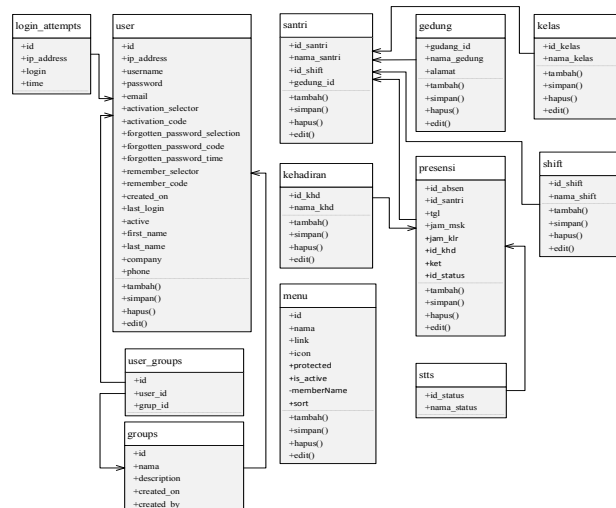 login_attempts
+id
+ip_address
+login
+time
user
+id
+ip_address
+username
+password
+email
+activation_selector
+activation_code
+forgotten_password_selection
+forgotten_password_code
+forgotten_password_time
+remember_selector
+remember_code
+created_on
+last_login
+active
+first_name
+last_name
+company
+phone
+tambah()
+simpan()
+hapus()
+edit()
santri
+id_santri
+nama_santri
+id_shift
+gedung_id
+tambah()
+simpan()
+hapus()
+edit()
gedung
+gudang_id
+nama_gedung
+alamat
+tambah()
+simpan()
+hapus()
+edit()
kelas
+id_kelas
+nama_kelas
+tambah()
+simpan()
+hapus()
+edit()
kehadiran
+id_khd
+nama_khd
+tambah()
+simpan()
+hapus()
+edit()
presensi
+id_absen
+id_santri
+tgl
+jam_msk
+jam_klr
+id_khd
+ket
+id_status
+tambah()
+simpan()
+hapus()
+edit()
shift
+id_shift
+nama_shift
+tambah()
+simpan()
+hapus()
+edit()
menu
+id
+nama
+link
+icon
+protected
+is_active
-memberName
+sort
+tambah()
+simpan()
+hapus()
+edit()
stts
+id_status
+nama_status
user_groups
+id
+user_id
+grup_id
groups
+id
+nama
+description
+created_on
+created_by